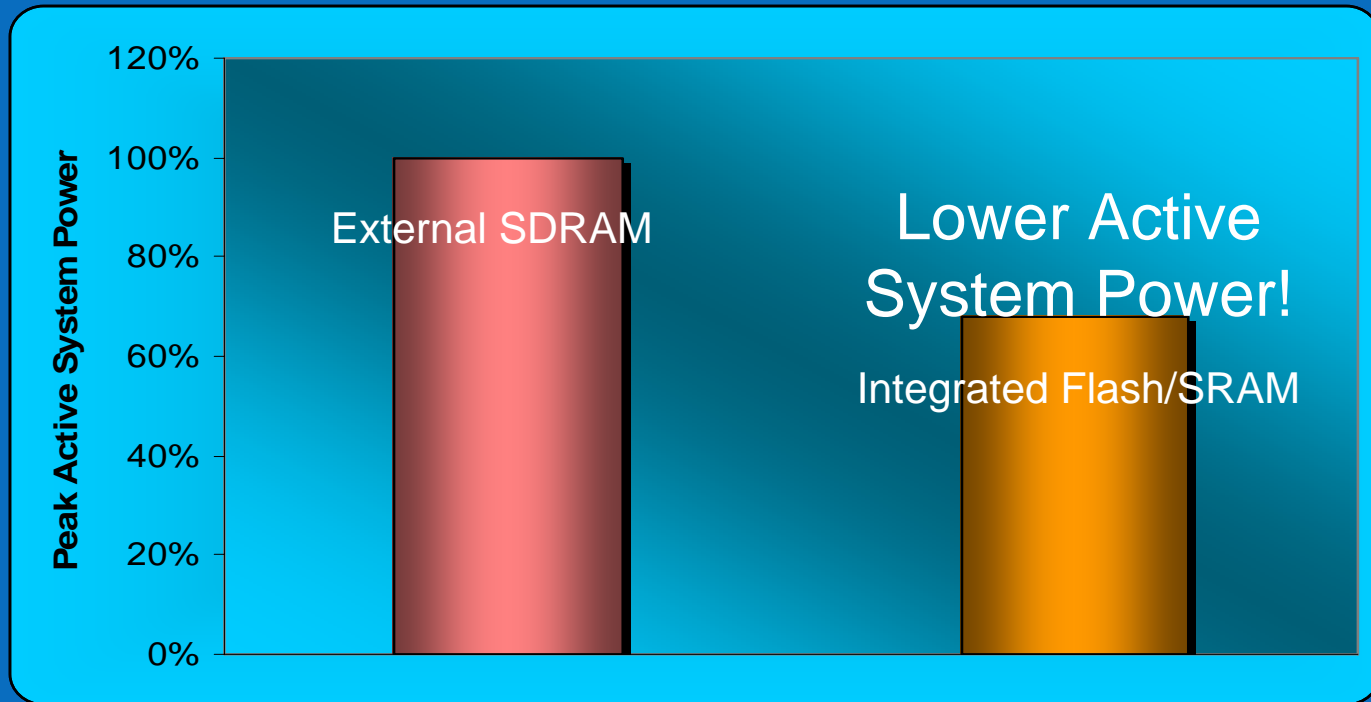 120%
100%
80%
60%
40%
20%
0%
Peak Active System Power
External SDRAM
Lower Active
System Power!
Integrated Flash/SRAM